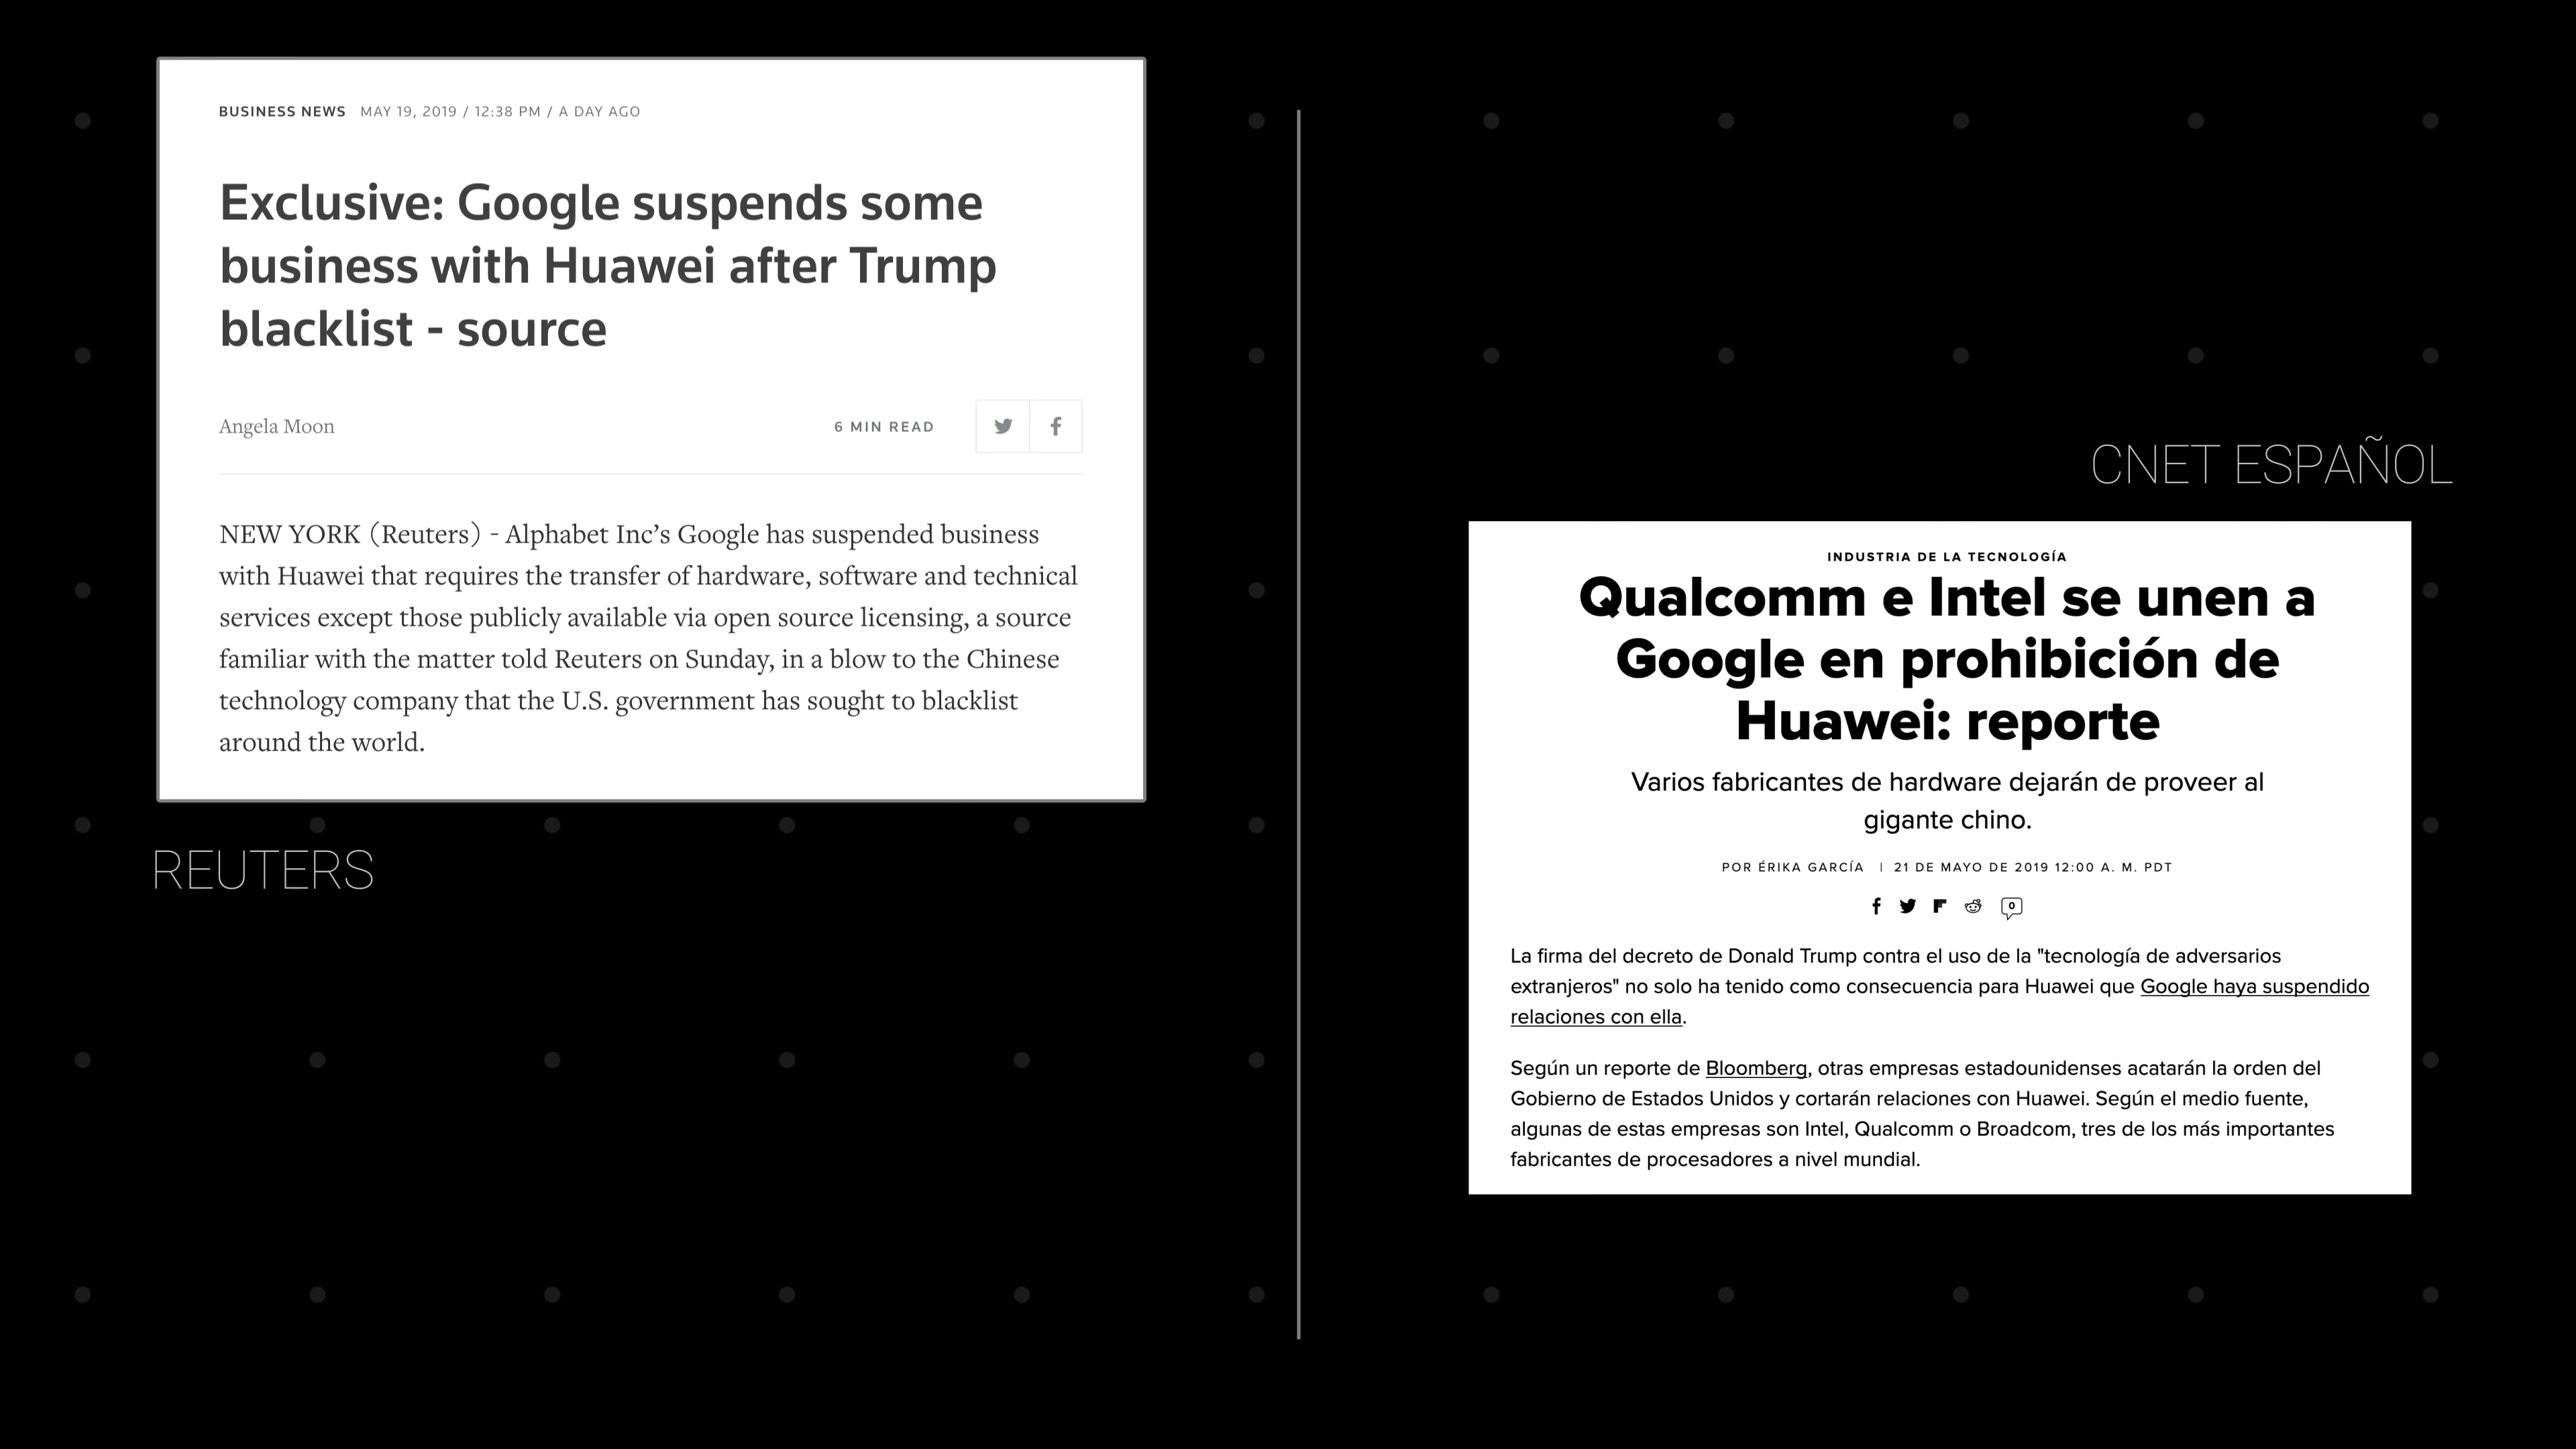 BUSINESS NEWS MAY 19, 2019 / 12:38 PM / A DAY AGO
Exclusive: Google suspends some
business with Huawei after Trump
blacklist - source
Angela Moon
6 MIN READ
NEW YORK (Reuters) - Alphabet Inc’s Google has suspended business
with Huawei that requires the transfer of hardware, software and technical
services except those publicly available via open source licensing, a source
familiar with the matter told Reuters on Sunday, in a blow to the Chinese
technology company that the U.S. government has sought to blacklist
around the world.
REUTERS
CNET ESPAÑOL
INDUSTRIA DE LA TECNOLOGÍA
Qualcomm e Intel se unen a
Google en prohibición de
Huawei: reporte
Varios fabricantes de hardware dejarán de proveer al
gigante chino.
POR ÉRIKA GARCÍA | 21 DE MAYO DE 2019 12:00 A. M. PDT
0
La firma del decreto de Donald Trump contra el uso de la "tecnología de adversarios
extranjeros" no solo ha tenido como consecuencia para Huawei que Google haya suspendido
relaciones con ella.
Según un reporte de Bloomberg, otras empresas estadounidenses acatarán la orden del
Gobierno de Estados Unidos y cortarán relaciones con Huawei. Según el medio fuente,
algunas de estas empresas son Intel, Qualcomm o Broadcom, tres de los más importantes
fabricantes de procesadores a nivel mundial.